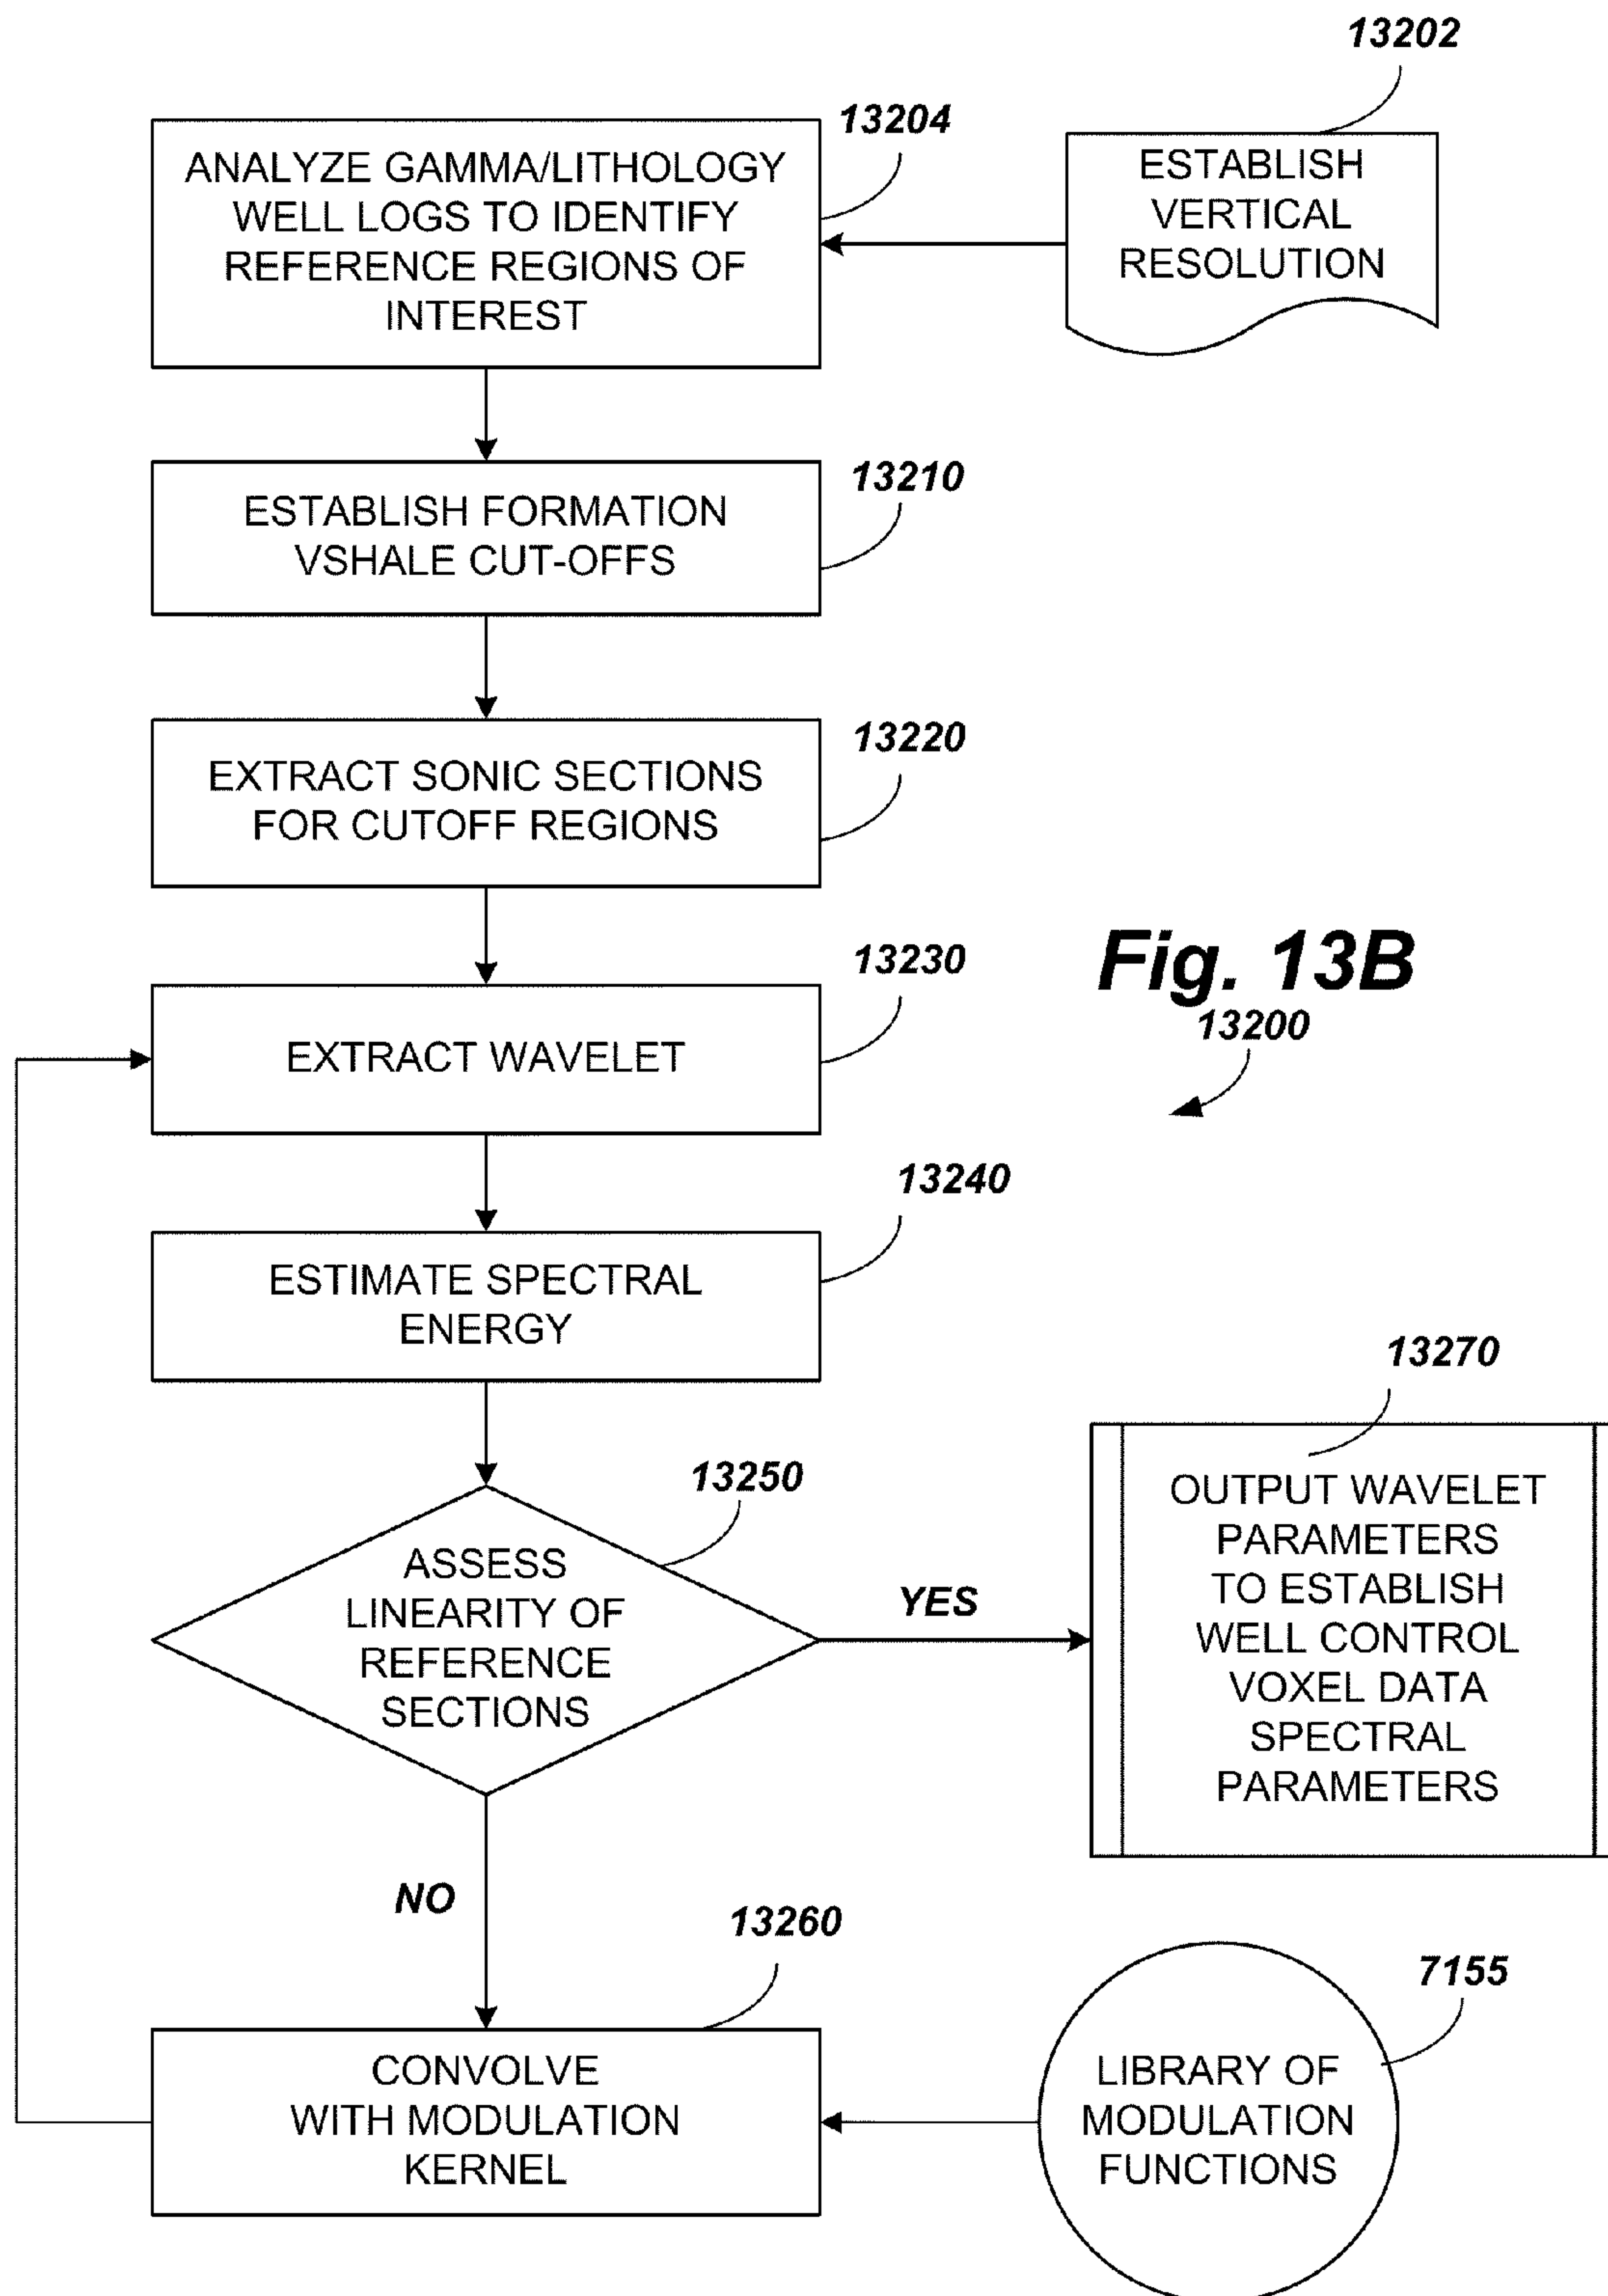 13202
13204
ANALYZE GAMMA/LITHOLOGY
WELL LOGS TO IDENTIFY
REFERENCE REGIONS OF
INTEREST
ESTABLISH
VERTICAL
RESOLUTION
13210
ESTABLISH FORMATION
VSHALE CUT-OFFS
13220
EXTRACT SONIC SECTIONS
FOR CUTOFF REGIONS
Fig. 13B
13200
13230
EXTRACT WAVELET
13240
ESTIMATE SPECTRAL
ENERGY
13250
ASSESS
LINEARITY OF
REFERENCE
SECTIONS
YES
13270
OUTPUT WAVELET
PARAMETERS
TO ESTABLISH
WELL CONTROL
VOXEL DATA
SPECTRAL
PARAMETERS
NO
13260
CONVOLVE
WITH MODULATION
KERNEL
7155
LIBRARY OF
MODULATION
FUNCTIONS